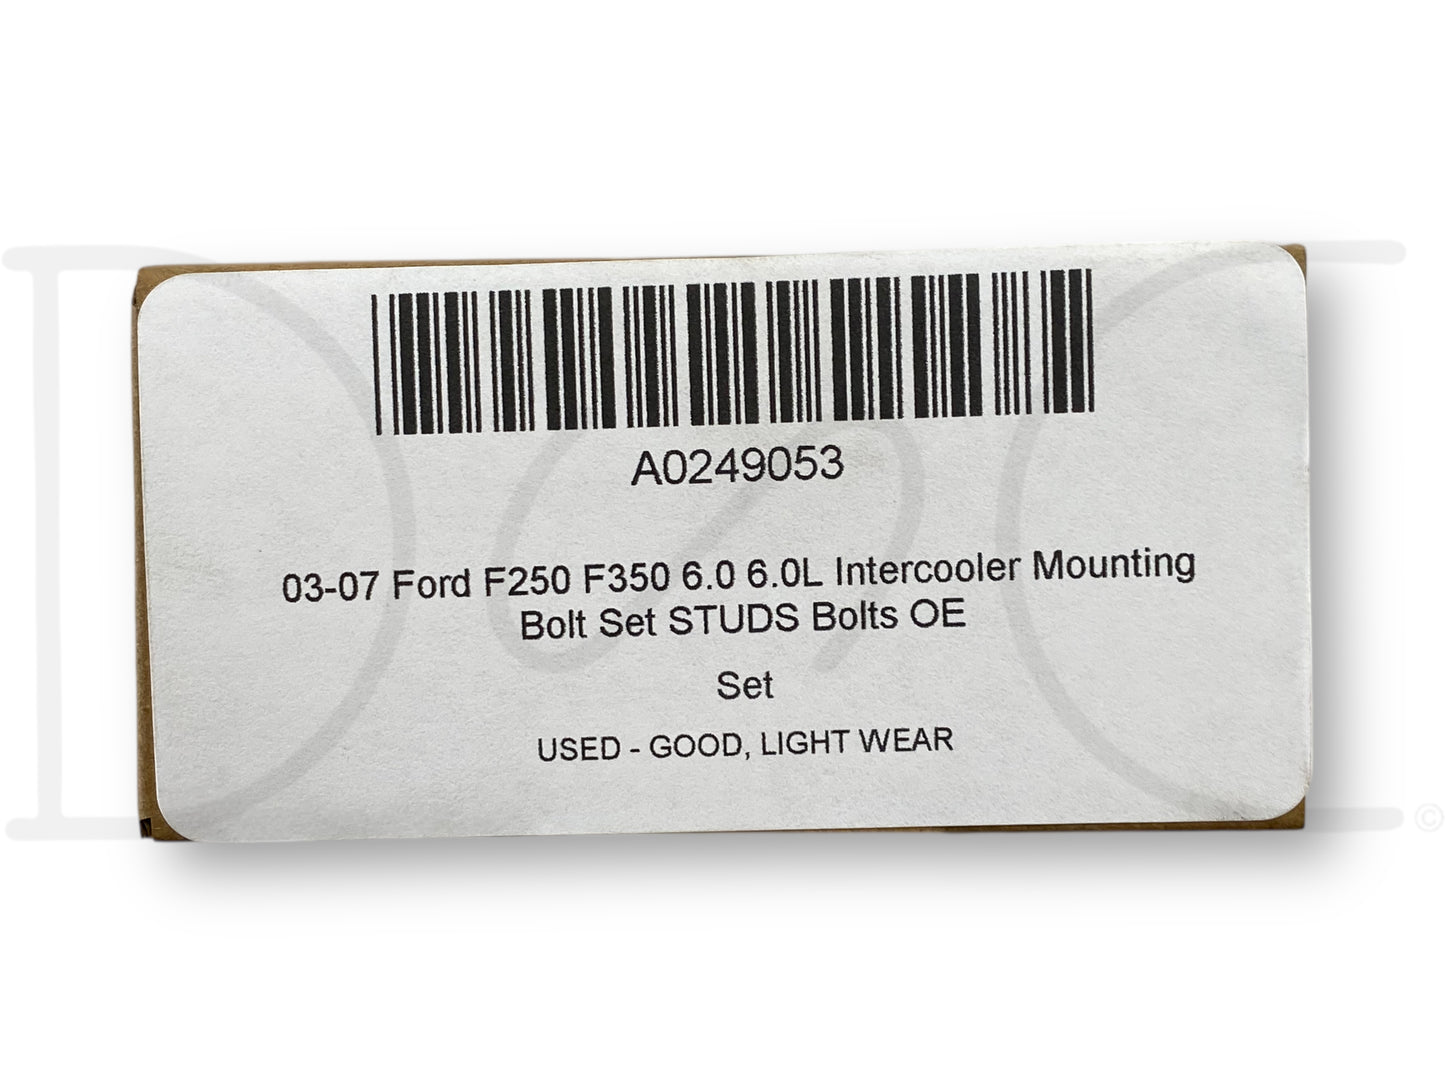 A0249053
03-07 Ford F250 F350 6.0 6.0L Intercooler Mounting
Bolt Set STUDS Bolts OE
Set
USED - GOOD, LIGHT WEAR
©